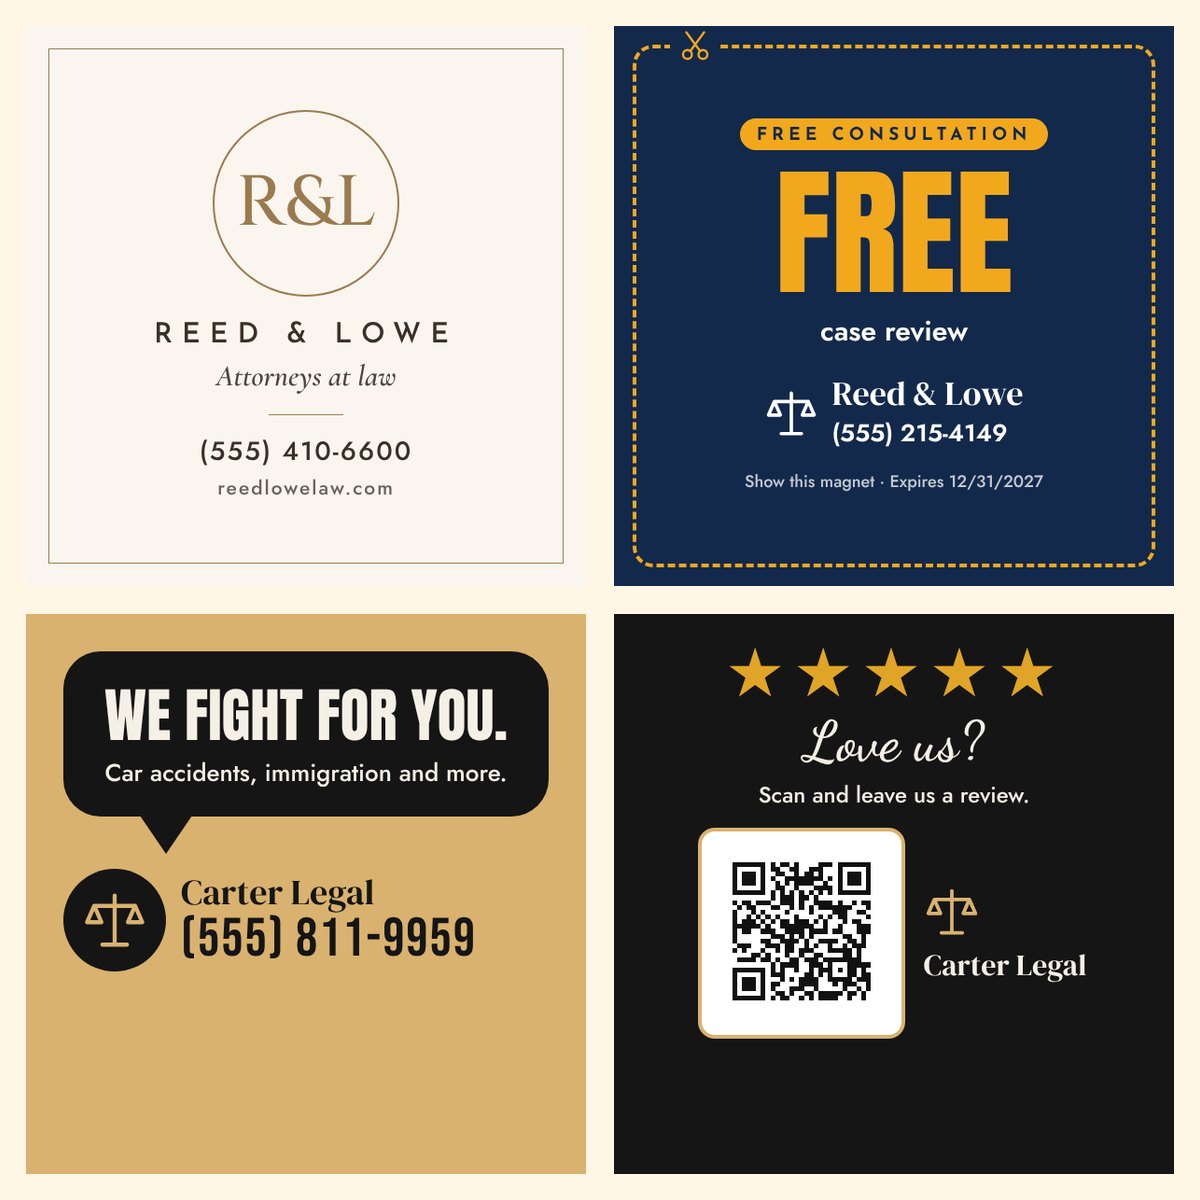 R&L
REED & LOWE
Attorneys at law
(555) 410-6600
reedlowelaw.com
FREE CONSULTATION
FREE
case review
Reed & Lowe
(555) 215-4149
Show this magnet · Expires 12/31/2027
WE FIGHT FOR YOU.
Car accidents, immigration and more.
Carter Legal
(555) 811-9959
Love us?
Scan and leave us a review.
Carter Legal